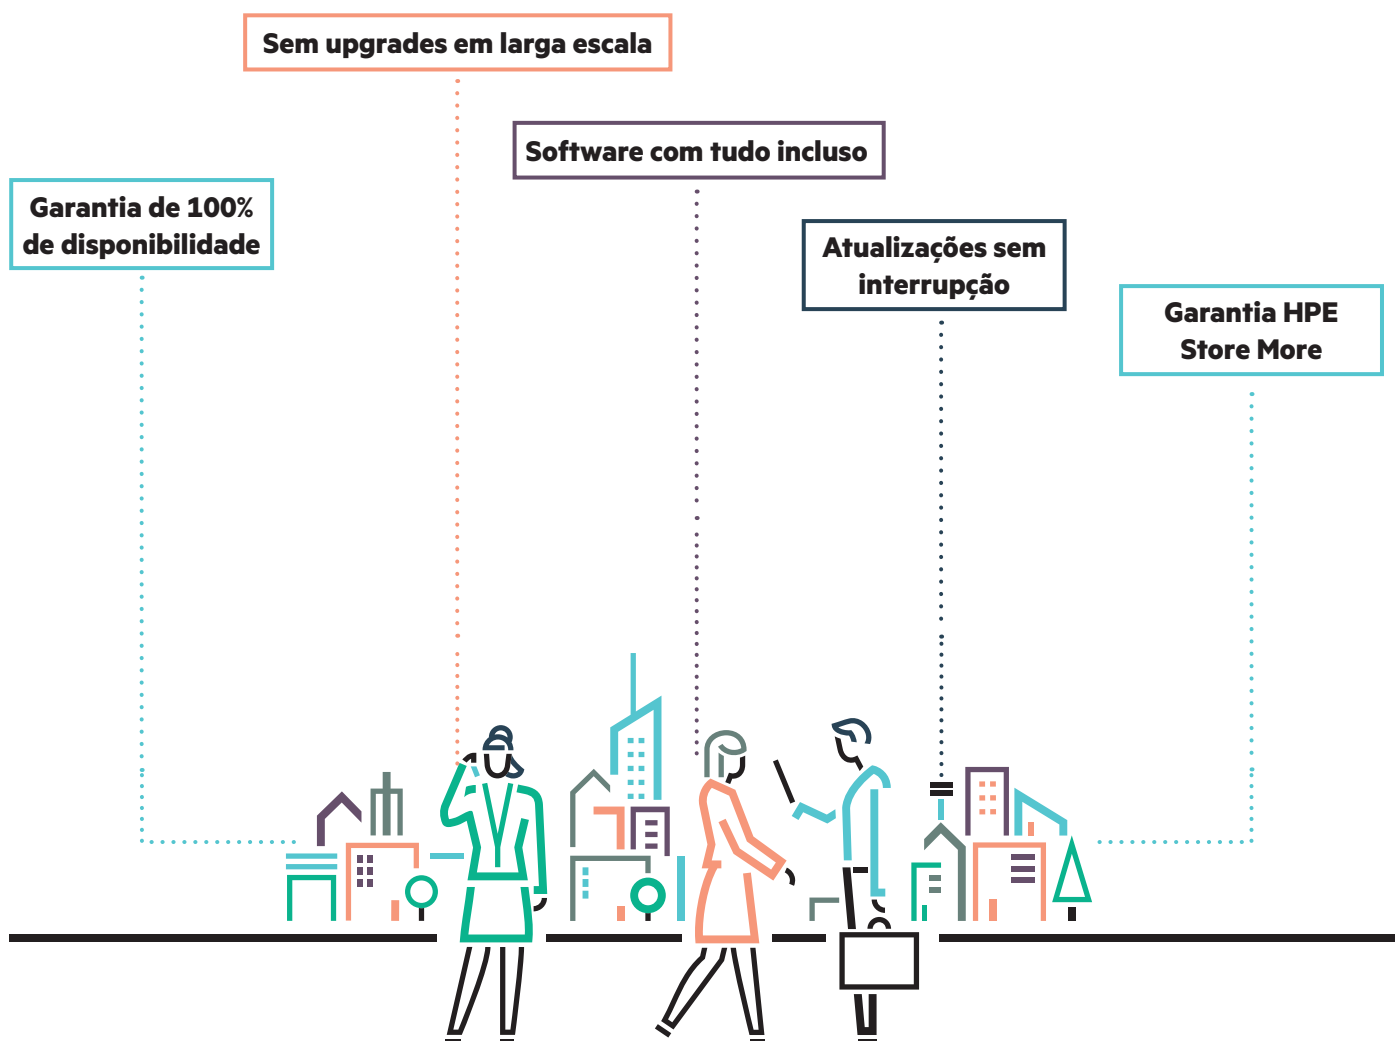 Sem upgrades em larga escala
Software com tudo incluso
Garantia de 100%
de disponibilidade
Atualizações sem
interrupção
Garantia HPE
Store More